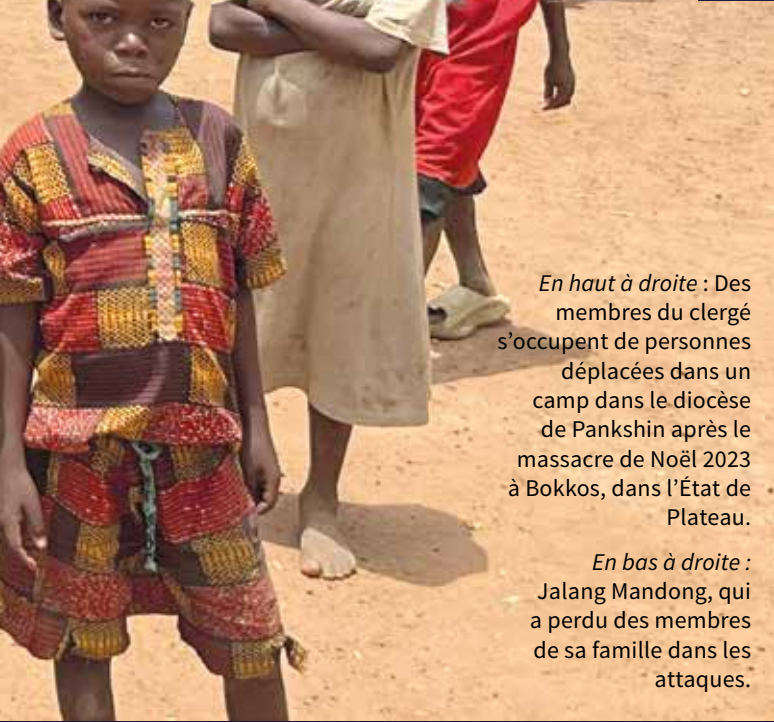 En haut à droite : Des
membres du clergé
s’occupent de personnes
déplacées dans un
camp dans le diocèse
de Pankshin après le
massacre de Noël 2023
à Bokkos, dans l’État de
Plateau.
En bas à droite :
Jalang Mandong, qui
a perdu des membres
de sa famille dans les
attaques.